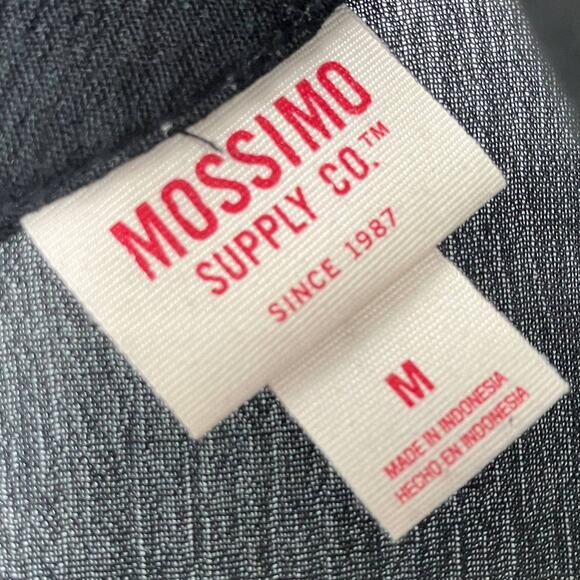 MOSSIMO
SUPPLY CO.™
SINCE 1987
M
MADE IN INDONESIA
HECHO EN INDONESIA